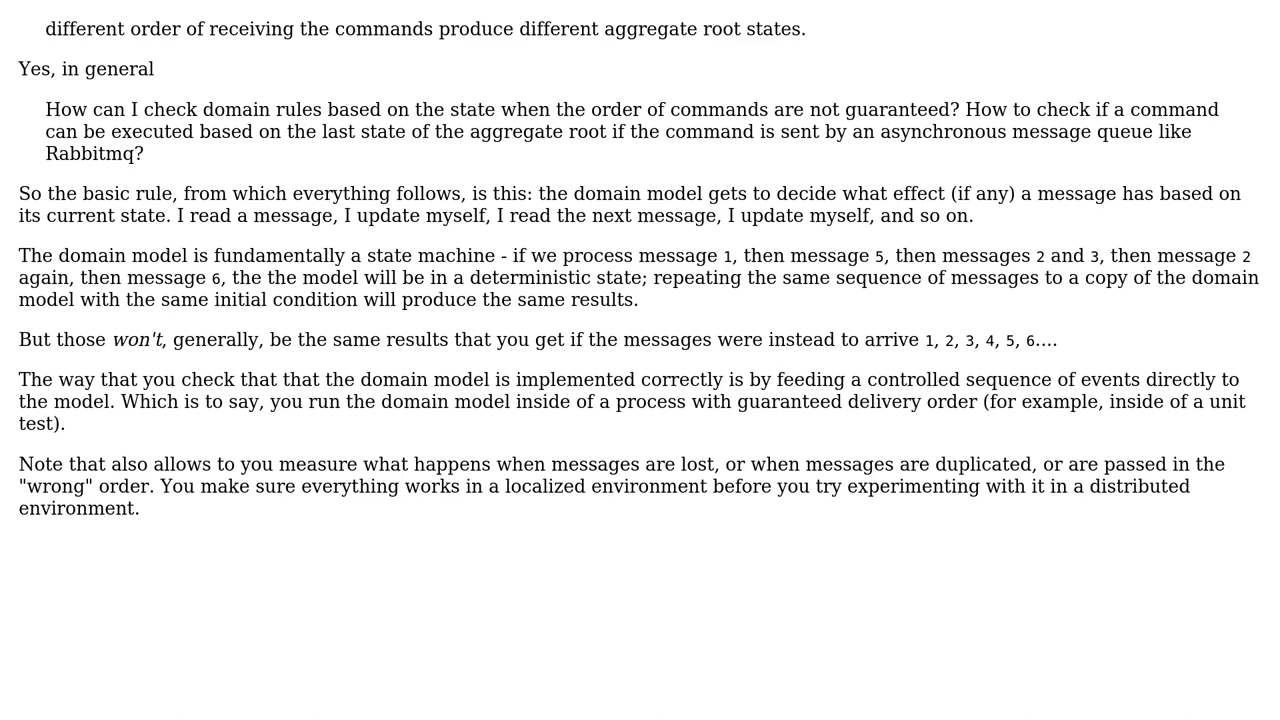 different order of receiving the commands produce different aggregate root states.
Yes, in general
How can I check domain rules based on the state when the order of commands are not guaranteed? How to check if a command
can be executed based on the last state of the aggregate root if the command is sent by an asynchronous message queue like
Rabbitmq?
So the basic rule, from which everything follows, is this: the domain model gets to decide what effect (if any) a message has based on
its current state. I read a message, I update myself, I read the next message, I update myself, and so on.
The domain model is fundamentally a state machine - if we process message 1, then message 5, then messages 2 and 3, then message 2
again, then message 6, the the model will be in a deterministic state; repeating the same sequence of messages to a copy of the domain
model with the same initial condition will produce the same results.
But those won't, generally, be the same results that you get if the messages were instead to arrive 1, 2, 3, 4, 5, 6....
The way that you check that that the domain model is implemented correctly is by feeding a controlled sequence of events directly to
the model. Which is to say, you run the domain model inside of a process with guaranteed delivery order (for example, inside of a unit
test).
Note that also allows to you measure what happens when messages are lost, or when messages are duplicated, or are passed in the
"wrong" order. You make sure everything works in a localized environment before you try experimenting with it in a distributed
environment.